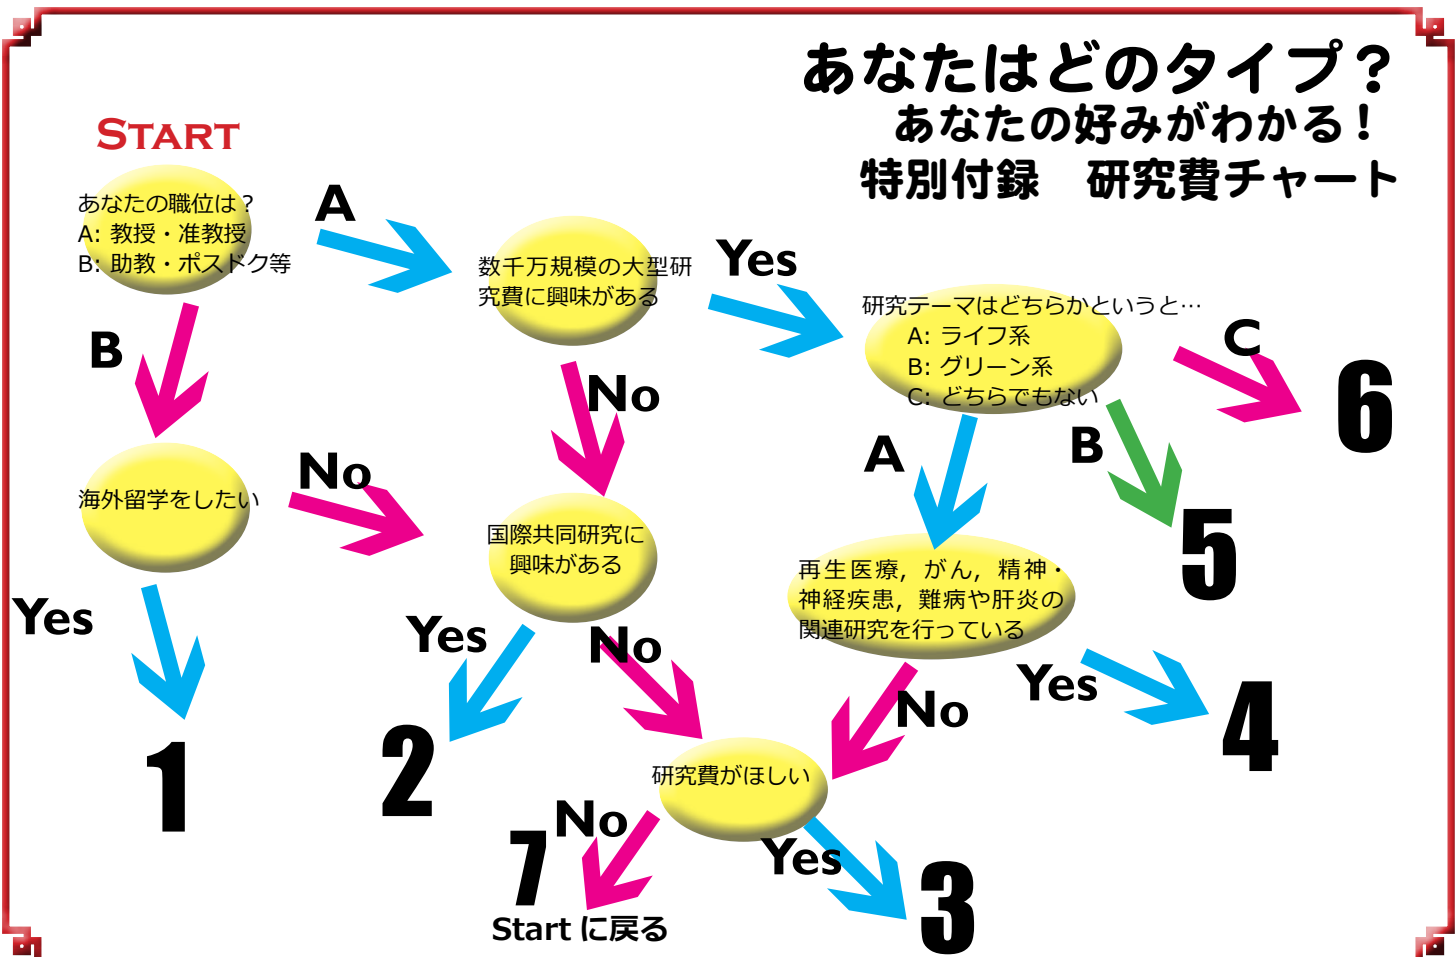 あなたはどのタイプ？
あなたの好みがわかる！
特別付録　研究費チャート
START
あなたの職位は？
A: 教授・准教授
B: 助教・ポスドク等
A
B
数千万規模の大型研
究費に興味がある
Yes
No
研究テーマはどちらかというと…
A: ライフ系
B: グリーン系
C: どちらでもない
C
6
B
5
A
海外留学をしたい
No
Yes
1
国際共同研究に
興味がある
Yes
2
No
再生医療，がん，精神・
神経疾患，難病や肝炎の
関連研究を行っている
Yes
4
No
研究費がほしい
No
7
Start に戻る
Yes
3